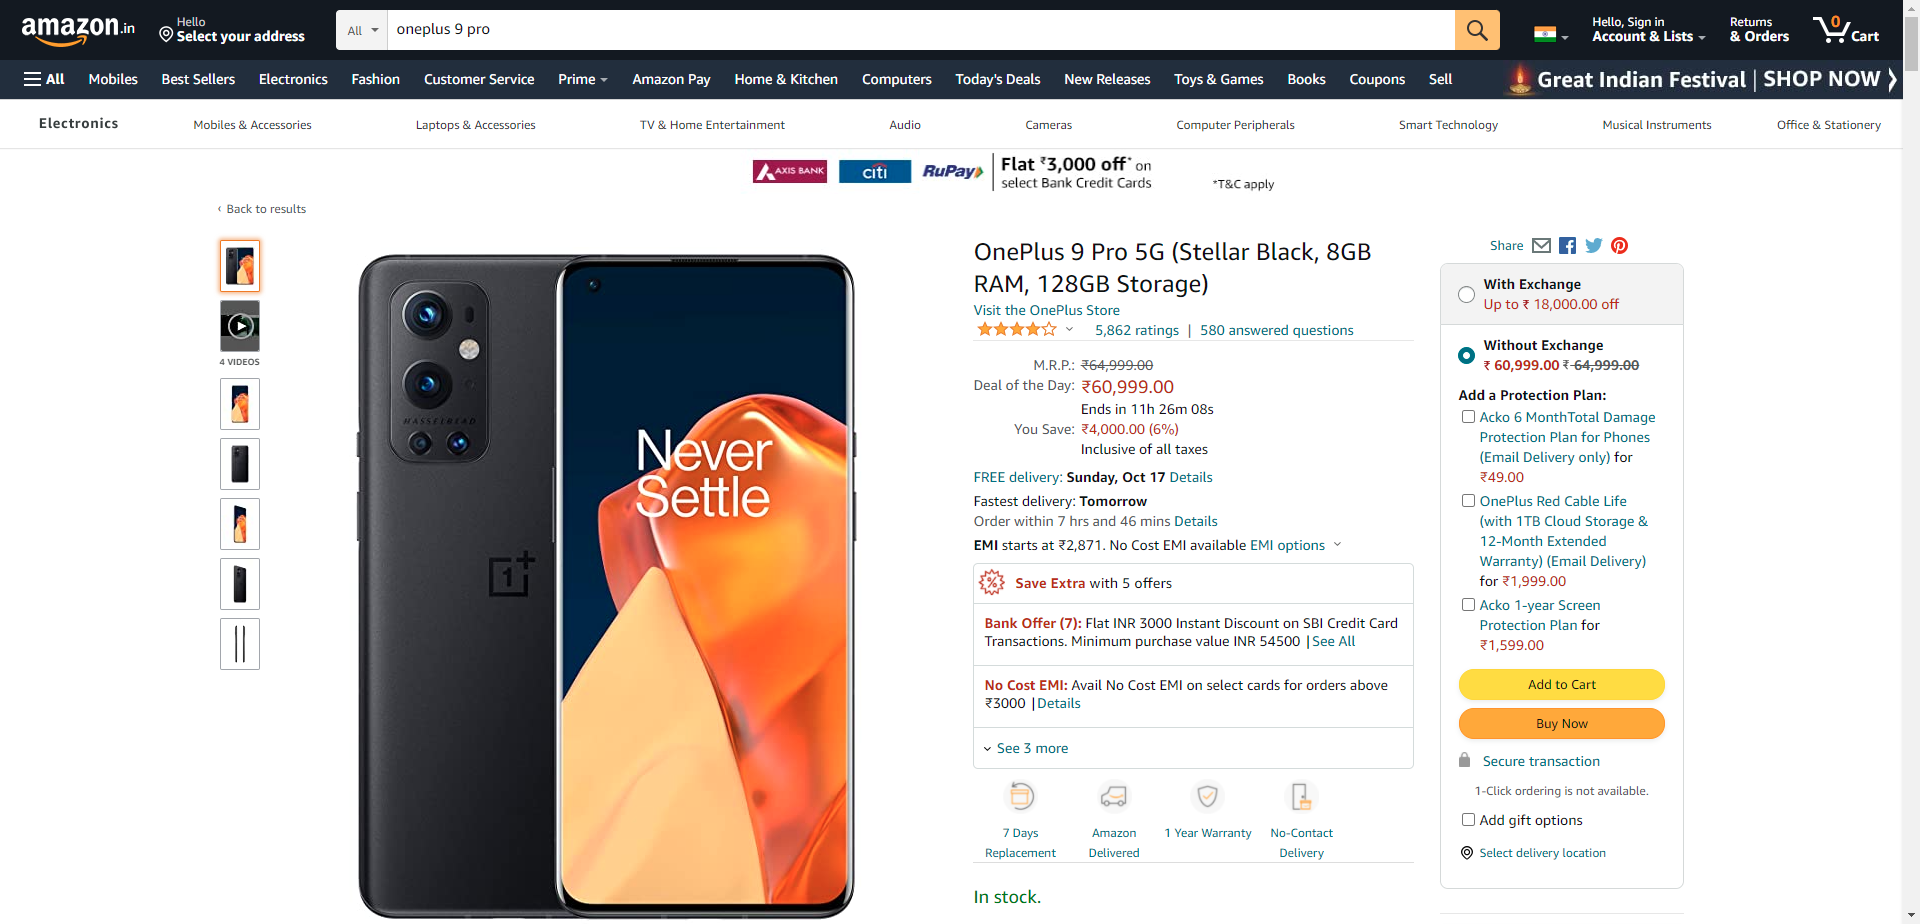 amazon.in
Hello
Select your address
All
oneplus 9 pro
Hello, Sign in
Account & Lists
Returns
& Orders
0
Cart
All
Mobiles
Best Sellers
Electronics
Fashion
Customer Service
Prime
Amazon Pay
Home & Kitchen
Computers
Today's Deals
New Releases
Toys & Games
Books
Coupons
Sell
Great Indian Festival | SHOP NOW
Electronics
Mobiles & Accessories
Laptops & Accessories
TV & Home Entertainment
Audio
Cameras
Computer Peripherals
Smart Technology
Musical Instruments
Office & Stationery
AXIS BANK
citi
RuPay
Flat ₹3,000 off* on
select Bank Credit Cards
*T&C apply
‹ Back to results
4 VIDEOS
HASSELBLAD
1+
Never
Settle
OnePlus 9 Pro 5G (Stellar Black, 8GB
RAM, 128GB Storage)
Visit the OnePlus Store
5,862 ratings | 580 answered questions
M.R.P.: ₹64,999.00
Deal of the Day: ₹60,999.00
Ends in 11h 26m 08s
You Save: ₹4,000.00 (6%)
Inclusive of all taxes
FREE delivery: Sunday, Oct 17 Details
Fastest delivery: Tomorrow
Order within 7 hrs and 46 mins Details
EMI starts at ₹2,871. No Cost EMI available EMI options
% Save Extra with 5 offers
Bank Offer (7): Flat INR 3000 Instant Discount on SBI Credit Card
Transactions. Minimum purchase value INR 54500 |See All
No Cost EMI: Avail No Cost EMI on select cards for orders above
₹3000 |Details
See 3 more
7 Days
Replacement
Amazon
Delivered
1 Year Warranty
No-Contact
Delivery
In stock.
Share
With Exchange
Up to ₹ 18,000.00 off
Without Exchange
₹ 60,999.00 ₹ 64,999.00
Add a Protection Plan:
Acko 6 MonthTotal Damage
Protection Plan for Phones
(Email Delivery only) for
₹49.00
OnePlus Red Cable Life
(with 1TB Cloud Storage &
12-Month Extended
Warranty) (Email Delivery)
for ₹1,999.00
Acko 1-year Screen
Protection Plan for
₹1,599.00
Add to Cart
Buy Now
Secure transaction
1-Click ordering is not available.
Add gift options
Select delivery location